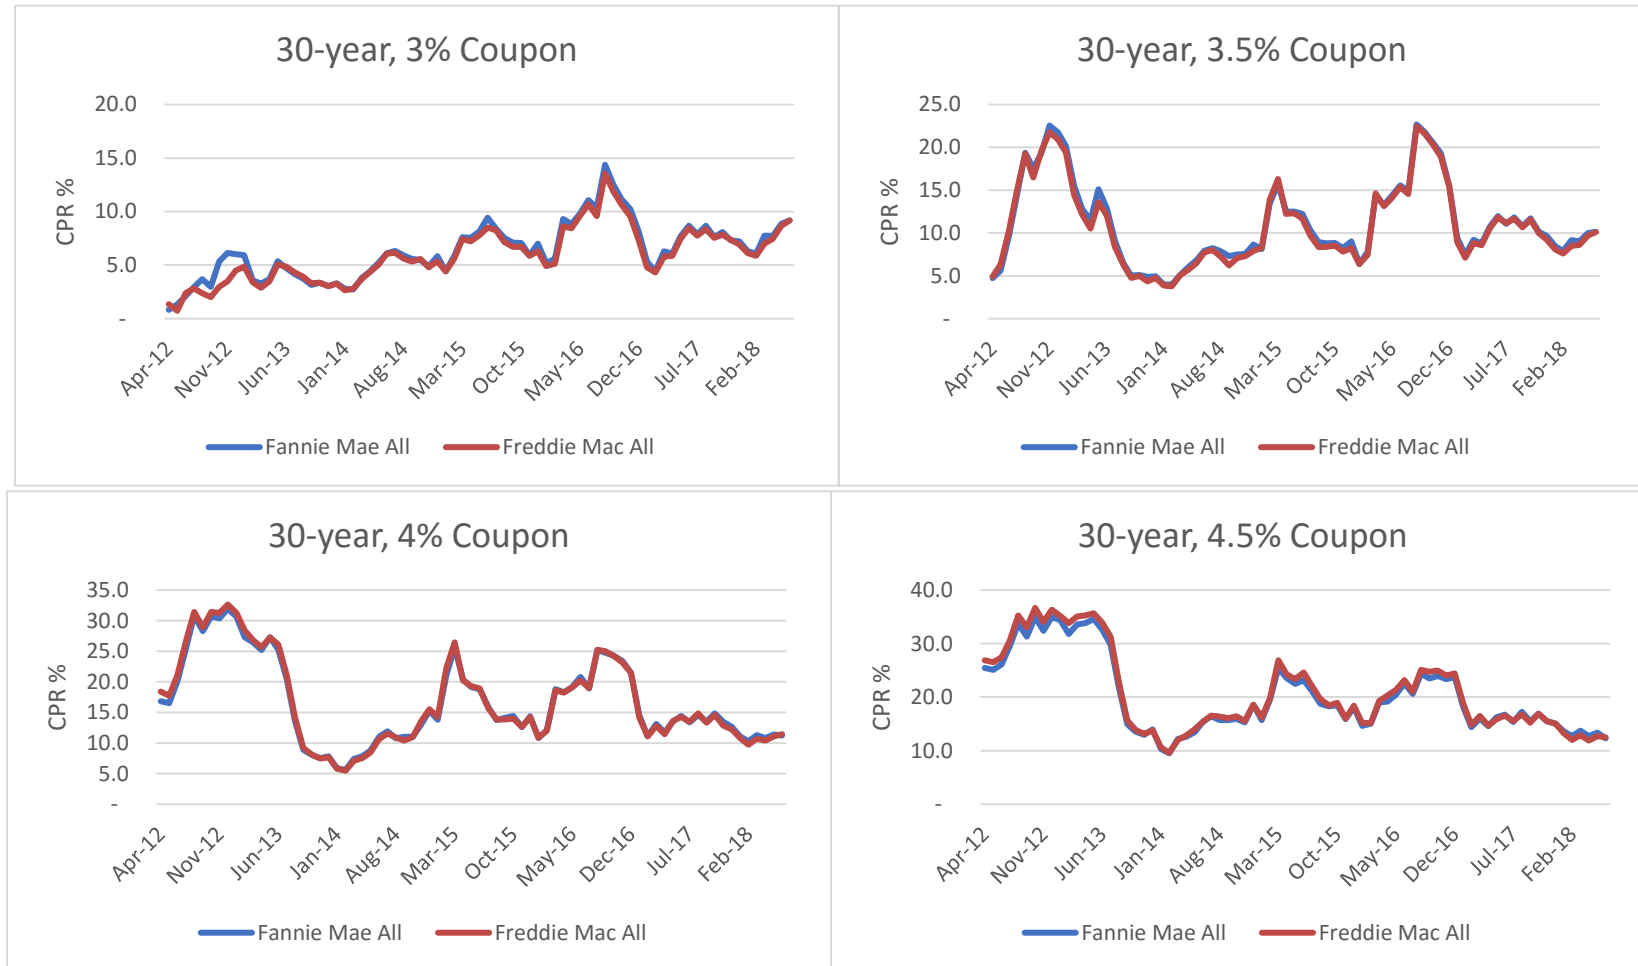 30-year, 3% Coupon
20.0
15.0
10.0
5.0
-
CPR %
Apr-12
Nov-12
Jun-13
Jan-14
Aug-14
Mar-15
Oct-15
May-16
Dec-16
Jul-17
Feb-18
Fannie Mae All
Freddie Mac All
30-year, 3.5% Coupon
25.0
20.0
15.0
10.0
5.0
-
CPR %
Apr-12
Nov-12
Jun-13
Jan-14
Aug-14
Mar-15
Oct-15
May-16
Dec-16
Jul-17
Feb-18
Fannie Mae All
Freddie Mac All
30-year, 4% Coupon
35.0
30.0
25.0
20.0
15.0
10.0
5.0
-
CPR %
Apr-12
Nov-12
Jun-13
Jan-14
Aug-14
Mar-15
Oct-15
May-16
Dec-16
Jul-17
Feb-18
Fannie Mae All
Freddie Mac All
30-year, 4.5% Coupon
40.0
30.0
20.0
10.0
-
CPR %
Apr-12
Nov-12
Jun-13
Jan-14
Aug-14
Mar-15
Oct-15
May-16
Dec-16
Jul-17
Feb-18
Fannie Mae All
Freddie Mac All